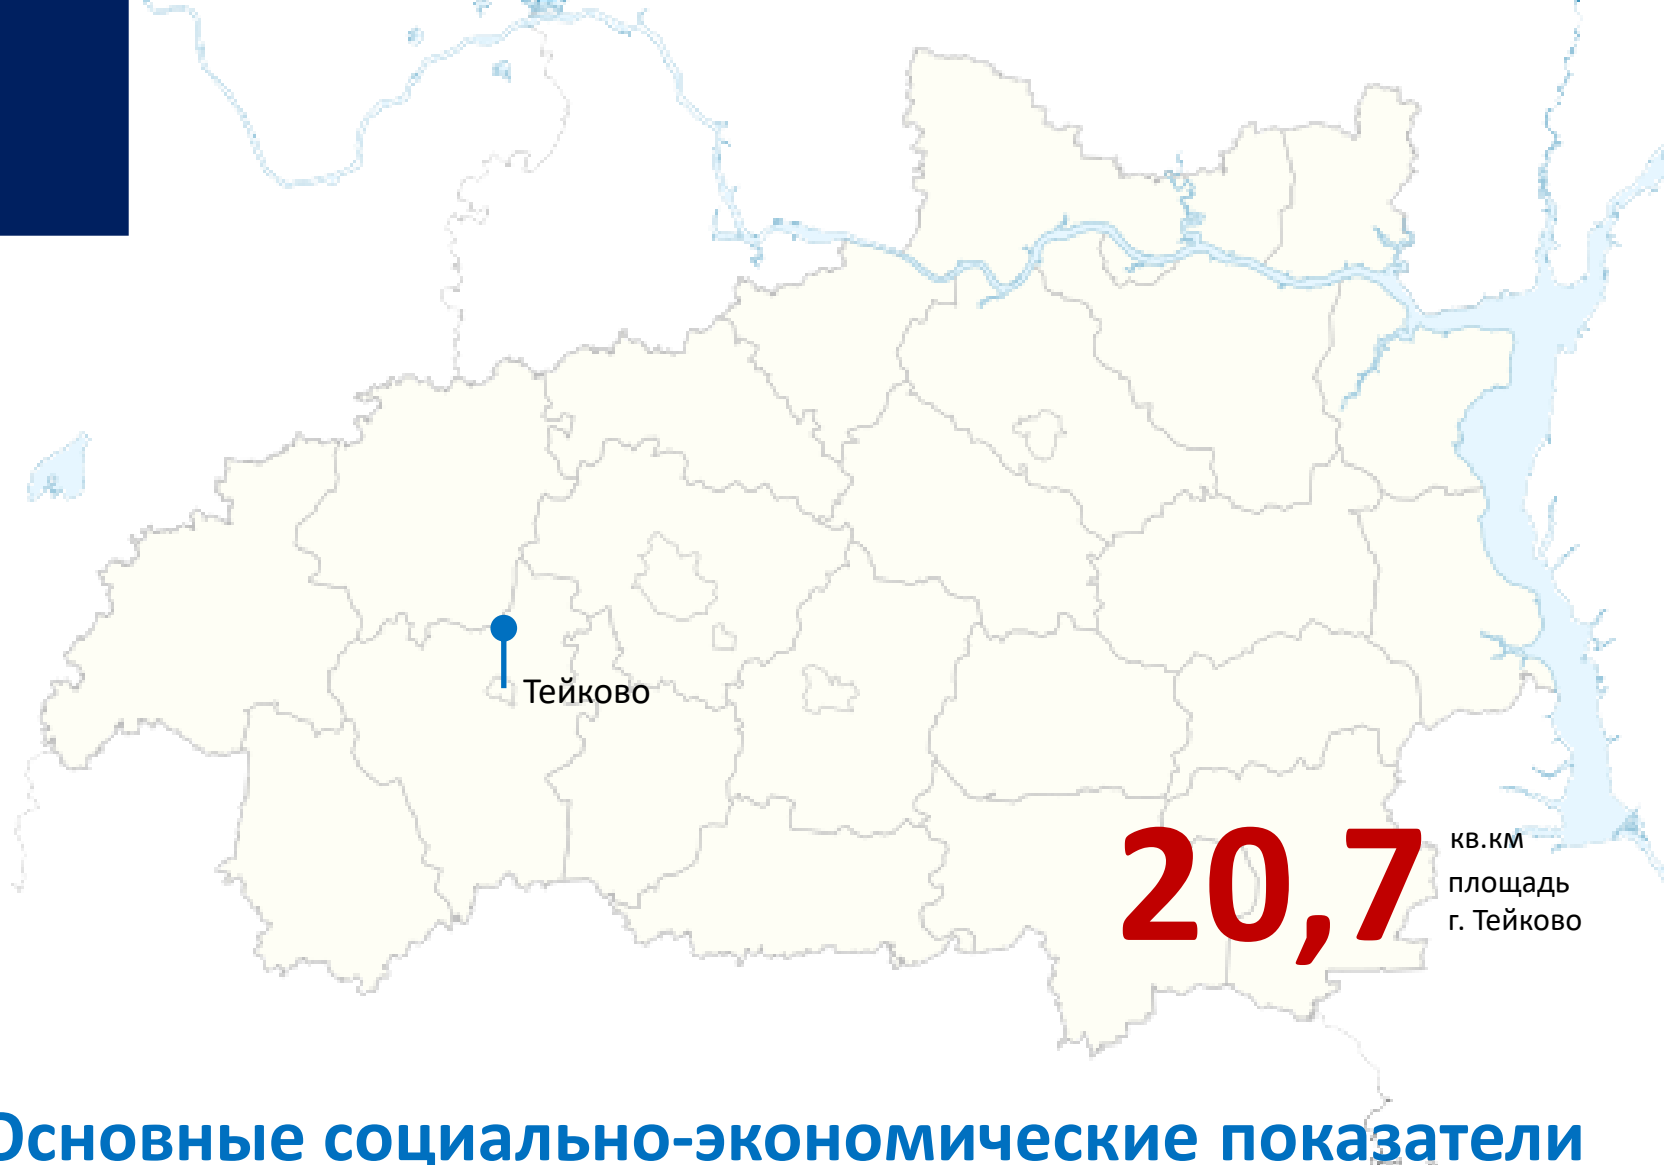 Тейково
20,7
кв.км
площадь
г. Тейково
Основные социально-экономические показатели